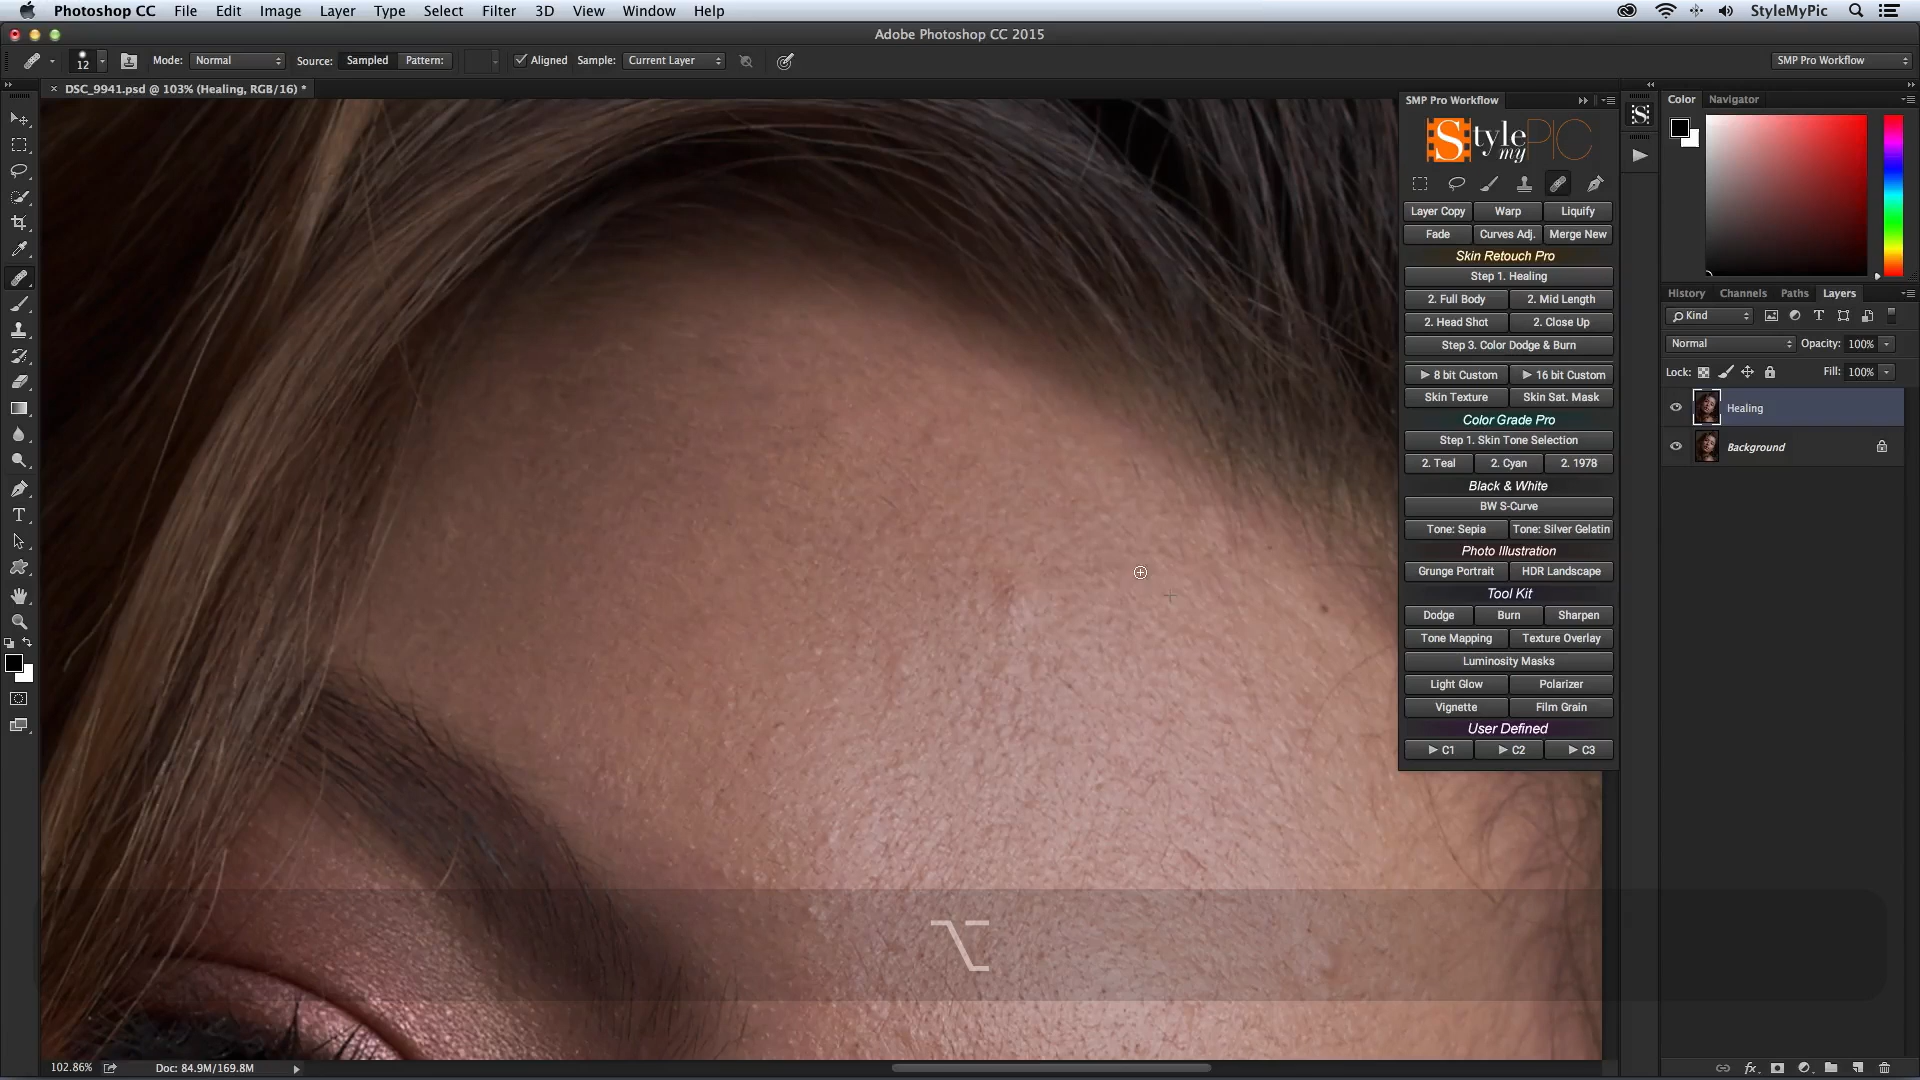 Photoshop CC File Edit Image Layer Type Select Filter 3D View Window Help StyleMyPic
Adobe Photoshop CC 2015
12 Mode: Normal Source: Sampled Pattern: Aligned Sample: Current Layer SMP Pro Workflow
× DSC_9941.psd @ 103% (Healing, RGB/16) *
SMP Pro Workflow
Style my PIC
Layer Copy Warp Liquify
Fade Curves Adj. Merge New
Skin Retouch Pro
Step 1. Healing
2. Full Body 2. Mid Length
2. Head Shot 2. Close Up
Step 3. Color Dodge & Burn
8 bit Custom 16 bit Custom
Skin Texture Skin Sat. Mask
Color Grade Pro
Step 1. Skin Tone Selection
2. Teal 2. Cyan 2. 1978
Black & White
BW S-Curve
Tone: Sepia Tone: Silver Gelatin
Photo Illustration
Grunge Portrait HDR Landscape
Tool Kit
Dodge Burn Sharpen
Tone Mapping Texture Overlay
Luminosity Masks
Light Glow Polarizer
Vignette Film Grain
User Defined
C1 C2 C3
Color Navigator
History Channels Paths Layers
Kind
Normal Opacity: 100%
Lock: Fill: 100%
Healing
Background
⌥
102.86% Doc: 84.9M/169.8M